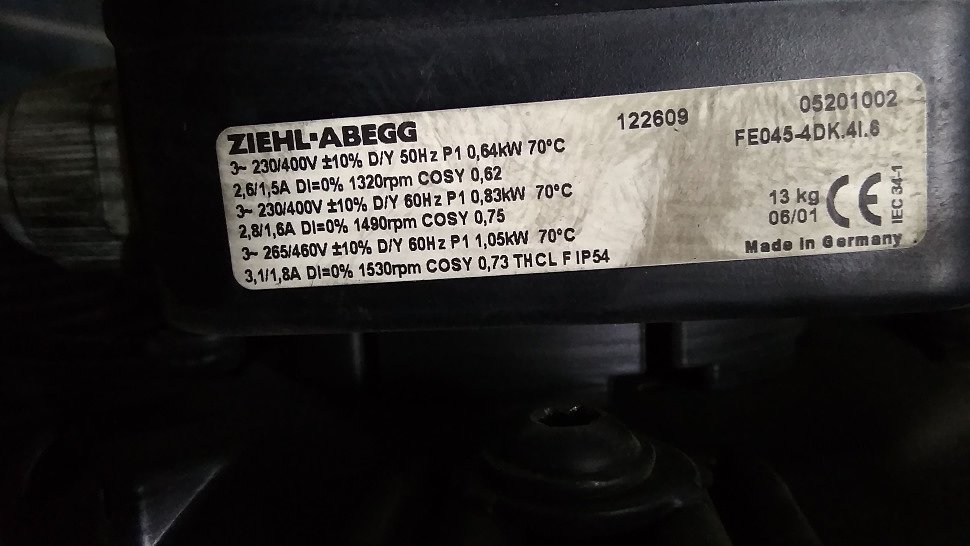 ZIEHL-ABEGG
122609
05201002
FE045-4DK.4I.6
3~ 230/400V ±10% D/Y 50Hz P1 0,64kW 70°C
2,6/1,5A DI=0% 1320rpm COSY 0,62
3~ 230/400V ±10% D/Y 60Hz P1 0,83kW 70°C
2,8/1,6A DI=0% 1490rpm COSY 0,75
3~ 265/460V ±10% D/Y 60Hz P1 1,05kW 70°C
3,1/1,8A DI=0% 1530rpm COSY 0,73 THCL F IP54
13 kg
06/01
CE
IEC 34-1
Made in Germany